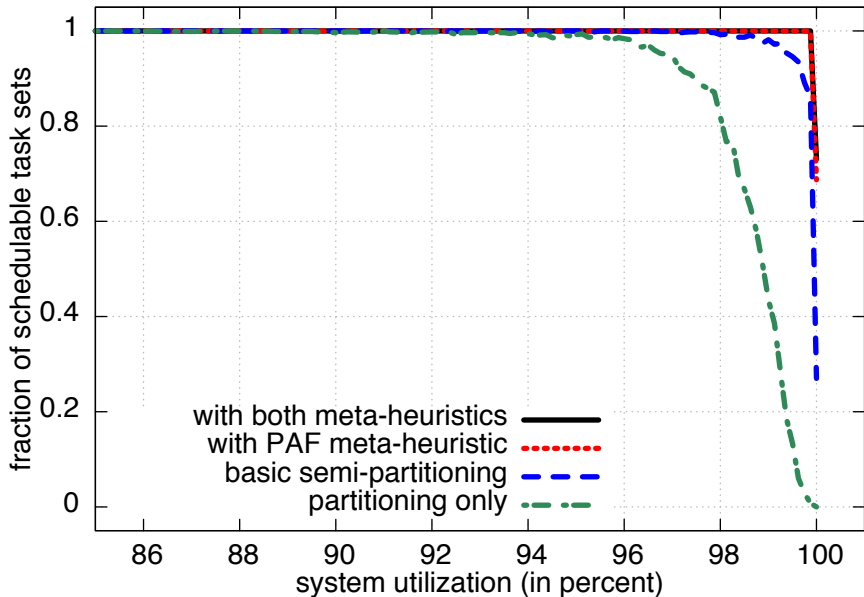 1
0.8
0.6
0.4
0.2
0
fraction of schedulable task sets
with both meta-heuristics
with PAF meta-heuristic
basic semi-partitioning
partitioning only
86 88 90 92 94 96 98 100
system utilization (in percent)